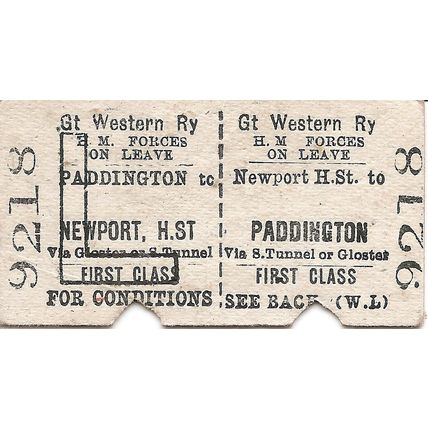 9218
Gt Western Ry
H. M. FORCES
ON LEAVE
PADDINGTON to
NEWPORT, H.ST
Via Gloster or S.Tunnel
FIRST CLASS
FOR CONDITIONS
Gt Western Ry
H. M FORCES
ON LEAVE
Newport H.St. to
PADDINGTON
Via S.Tunnel or Gloster
FIRST CLASS
SEE BACK (W.L)
9218